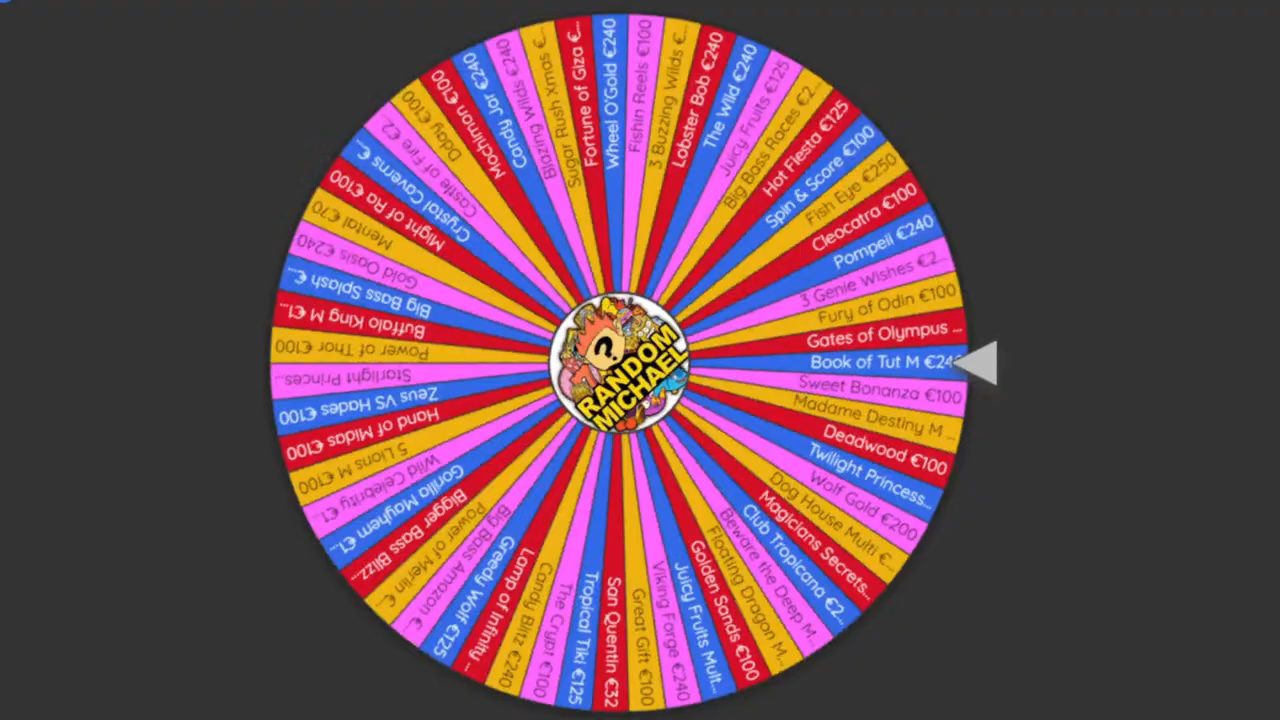 Wheel O'Gold €240
Fishin Reels €100
3 Buzzing Wilds €...
Lobster Bob €240
The Wild €240
Juicy Fruits €125
Big Bass Races €2...
Hot Fiesta €125
Spin & Score €100
Fish Eye €250
Cleocatra €100
Pompeii €240
3 Genie Wishes €2...
Fury of Odin €100
Gates of Olympus ...
Book of Tut M €240
Sweet Bonanza €100
Madame Destiny M ...
Deadwood €100
Twilight Princess...
Wolf Gold €200
Dog House Multi €...
Magicians Secrets...
Club Tropicana €2...
Beware the Deep M...
Floating Dragon M...
Golden Sands €100
Juicy Fruits Mult...
Viking Forge €240
Great Gift €100
San Quentin €32
Tropical Tiki €125
The Crypt €100
Candy Blitz €240
Lamp of Infinity ...
Greedy Wolf €125
Big Bass Amazon €...
Power of Merlin €...
Bigger Bass Blizz...
Gorilla Mayhem €1...
Wild Celebrity €1...
5 Lions M €100
Hand of Midas €100
Zeus VS Hades €100
Starlight Princes...
Power of Thor €100
Buffalo King M €1...
Big Bass Splash €...
Gold Oasis €240
Mental €70
Might of Ra €100
Crystal Caverns €...
Castle of Fire €2
Dday €100
Mochimon €100
Candy Jar €240
Blazing Wilds €240
Sugar Rush Xmas €...
Fortune of Giza €...
?
RANDOM
MICHAEL